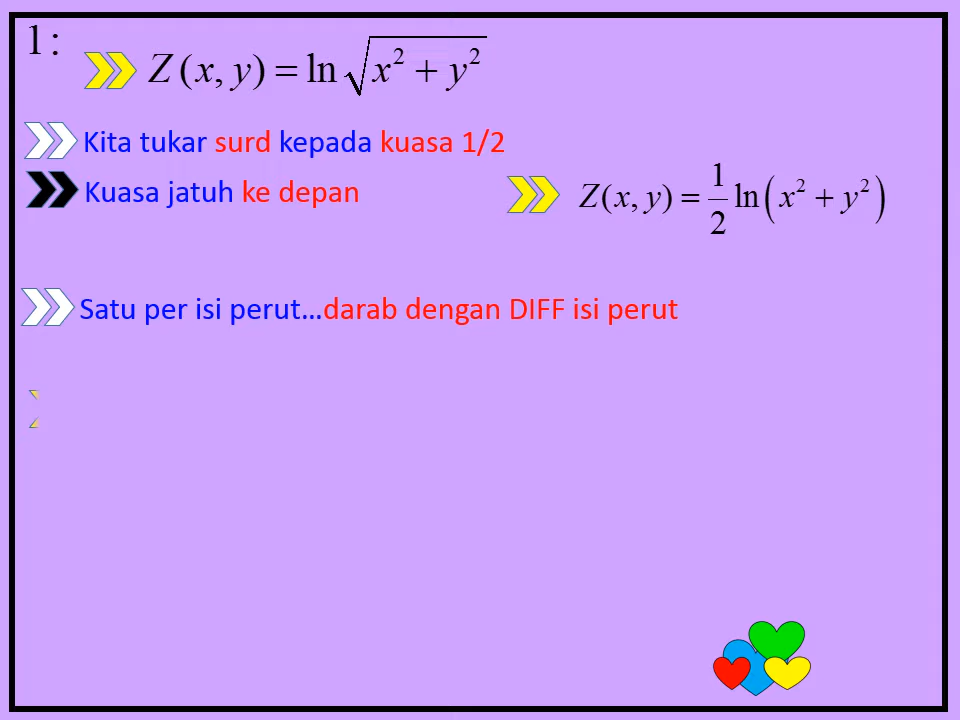 1:
Z(x, y) = ln√(x² + y²)
Kita tukar surd kepada kuasa 1/2
Kuasa jatuh ke depan
Z(x, y) = 1/2 ln(x² + y²)
Satu per isi perut...darab dengan DIFF isi perut